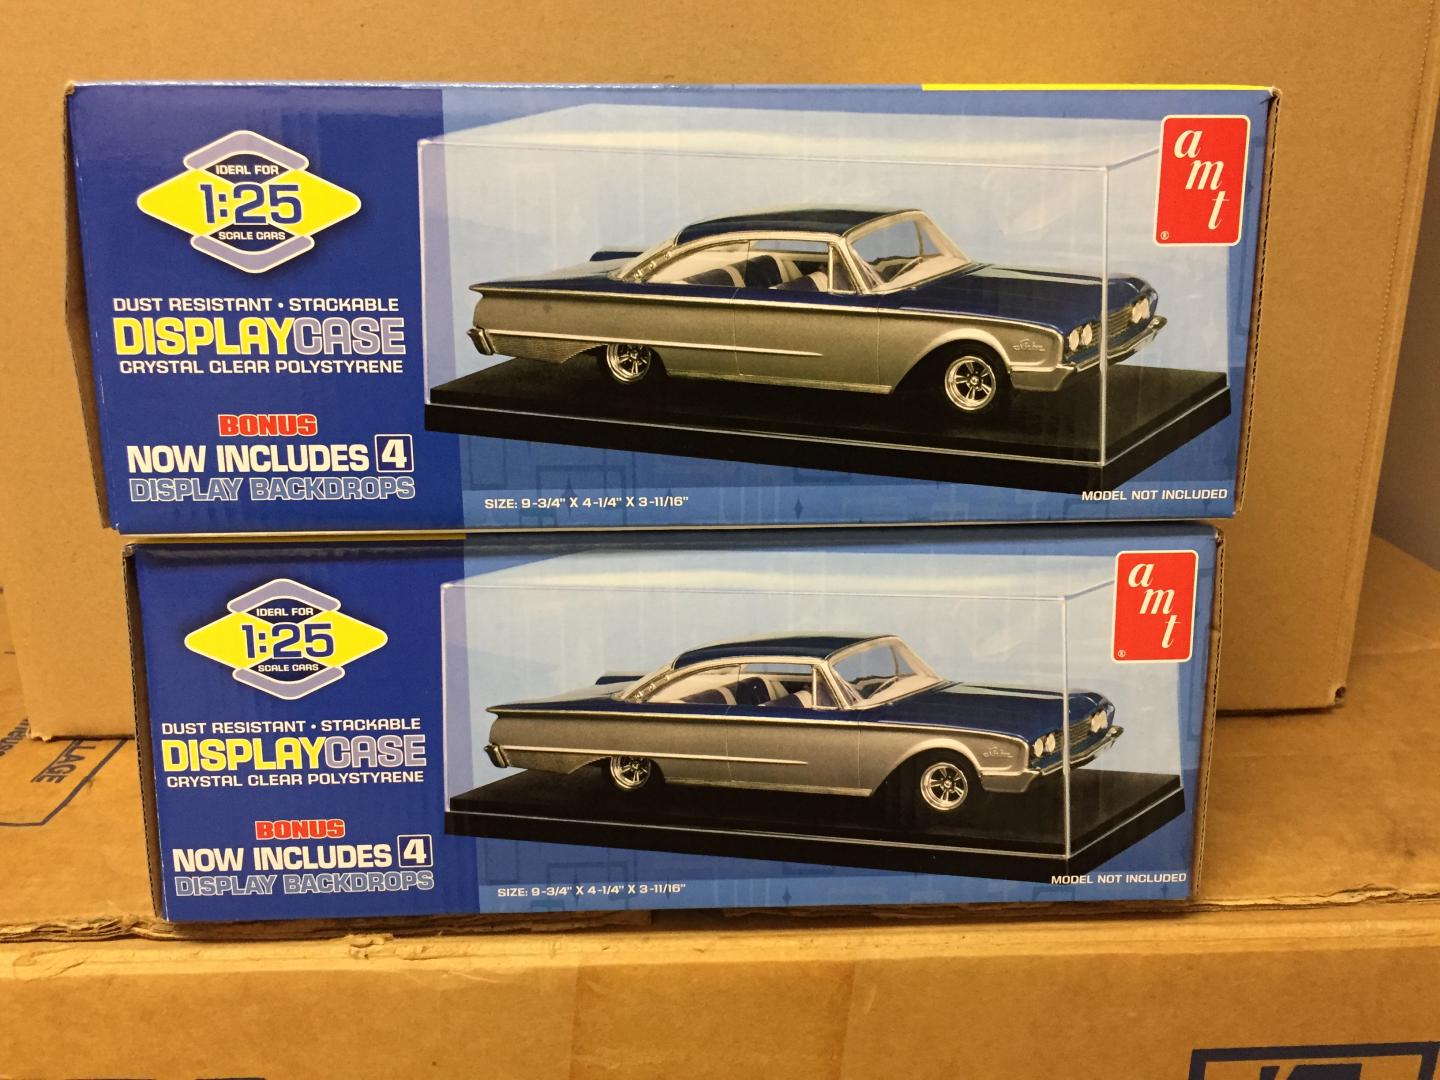 IDEAL FOR
1:25
SCALE CARS
DUST RESISTANT • STACKABLE
DISPLAYCASE
CRYSTAL CLEAR POLYSTYRENE
BONUS
NOW INCLUDES 4
DISPLAY BACKDROPS
SIZE: 9-3/4" X 4-1/4" X 3-11/16"
amt
®
MODEL NOT INCLUDED
IDEAL FOR
1:25
SCALE CARS
DUST RESISTANT • STACKABLE
DISPLAYCASE
CRYSTAL CLEAR POLYSTYRENE
BONUS
NOW INCLUDES 4
DISPLAY BACKDROPS
SIZE: 9-3/4" X 4-1/4" X 3-11/16"
amt
®
MODEL NOT INCLUDED